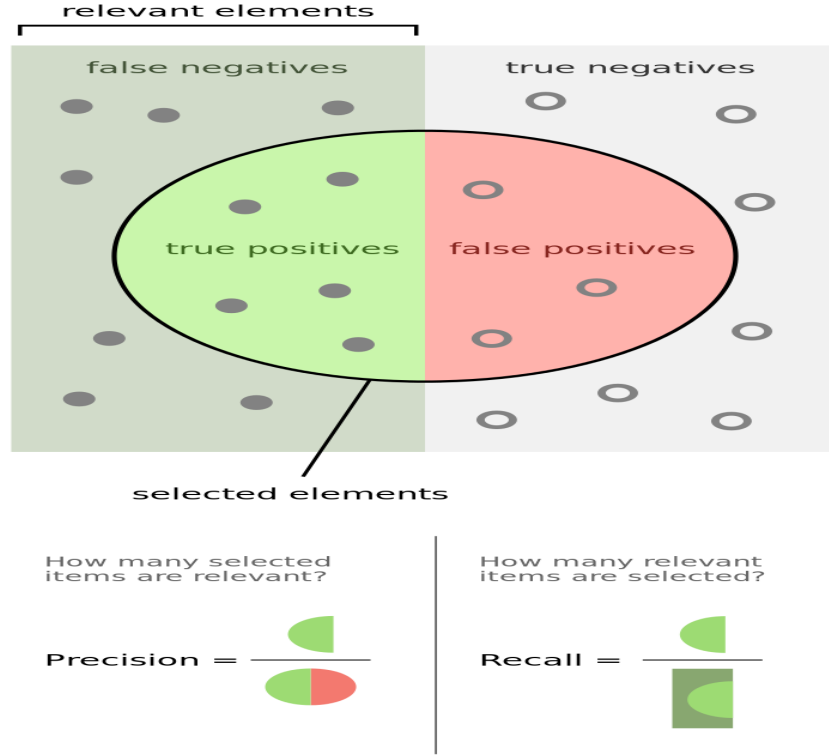 relevant elements
false negatives
true negatives
true positives
false positives
selected elements
How many selected
items are relevant?
How many relevant
items are selected?
Precision =
Recall =